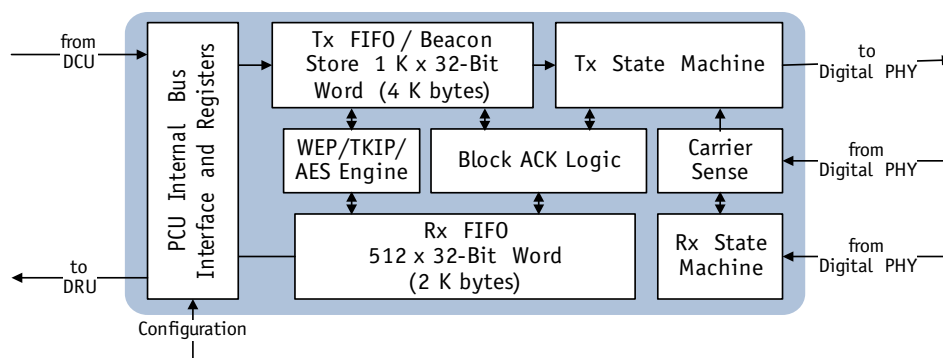 from
DCU
PCU Internal Bus
Interface and Registers
Tx FIFO / Beacon
Store 1 K x 32-Bit
Word (4 K bytes)
Tx State Machine
to
Digital PHY
WEP/TKIP/
AES Engine
Block ACK Logic
Carrier
Sense
from
Digital PHY
Rx FIFO
512 x 32-Bit Word
(2 K bytes)
Rx State
Machine
from
Digital PHY
to
DRU
Configuration